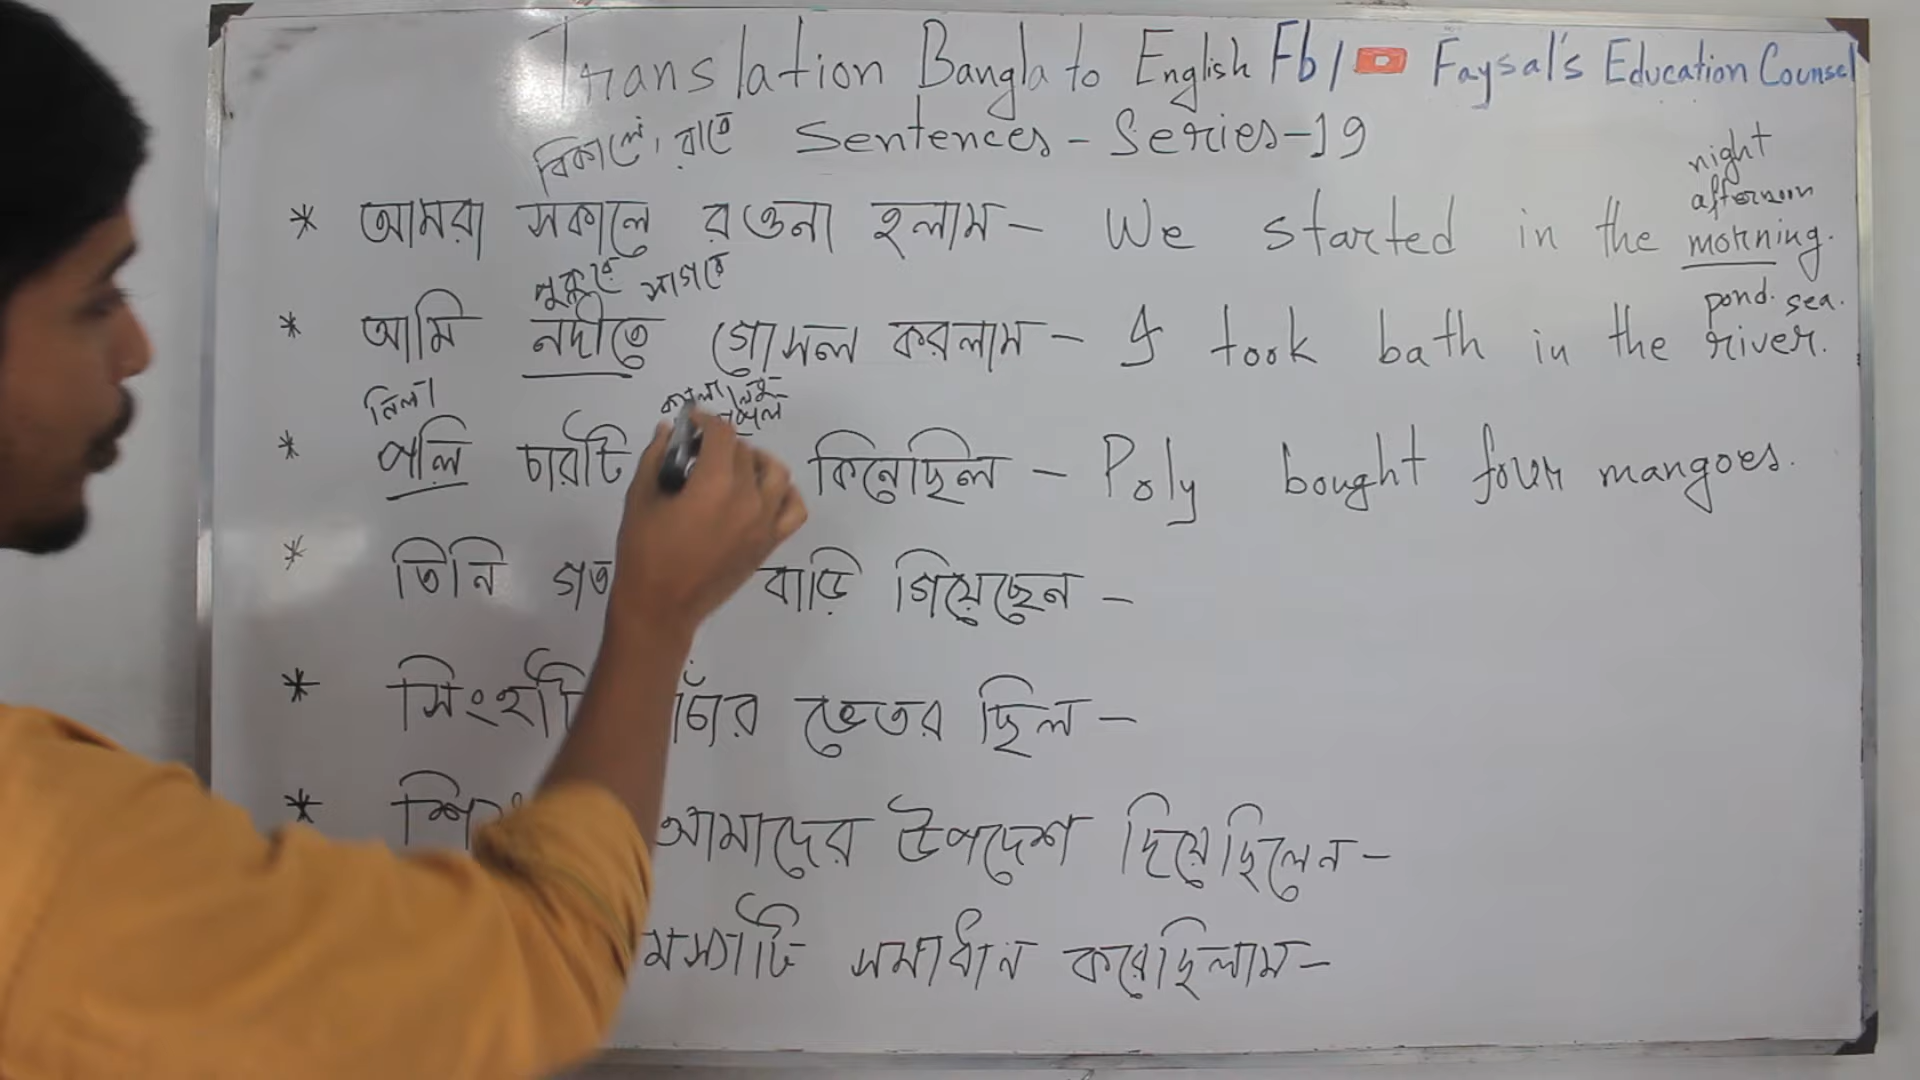 Translation Bangla to English Fb / Faysal's Education Counsel
Sentences - Series-19
বিকালে, রাতে
night
afternoon
* আমরা সকালে রওনা হলাম - We started in the morning.
পুকুরে সাগরে
pond. sea.
* আমি নদীতে গোসল করলাম - I took bath in the river.
নিলা
* পলি চারটি কিনেছিল - Poly bought four mangoes.
* তিনি গত বাড়ি গিয়েছেন -
* সিংহটি ভেতর ছিল -
* আমাদের উপদেশ দিয়েছিলেন -
সমাধান করেছিলাম -